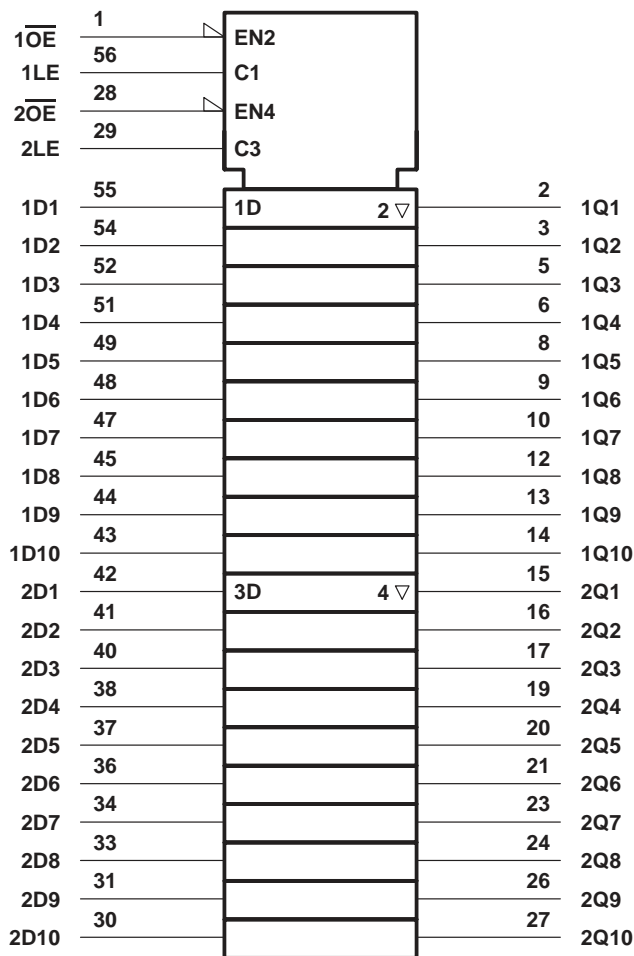 1
1OE EN2
56
1LE C1
28
2OE EN4
29
2LE C3
55 2
1D1 1D 2 ▽ 1Q1
54 3
1D2 1Q2
52 5
1D3 1Q3
51 6
1D4 1Q4
49 8
1D5 1Q5
48 9
1D6 1Q6
47 10
1D7 1Q7
45 12
1D8 1Q8
44 13
1D9 1Q9
43 14
1D10 1Q10
42 15
2D1 3D 4 ▽ 2Q1
41 16
2D2 2Q2
40 17
2D3 2Q3
38 19
2D4 2Q4
37 20
2D5 2Q5
36 21
2D6 2Q6
34 23
2D7 2Q7
33 24
2D8 2Q8
31 26
2D9 2Q9
30 27
2D10 2Q10